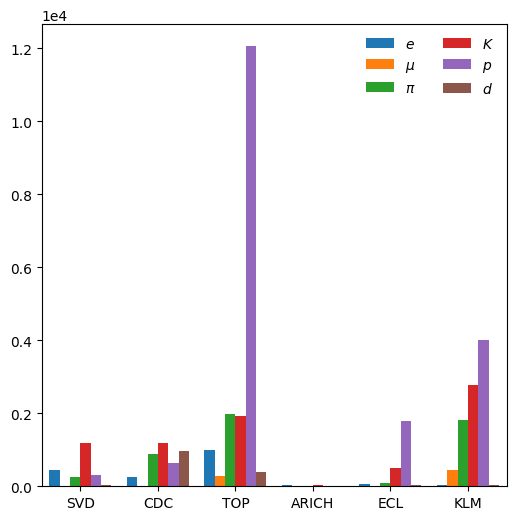 1e4
1.2
1.0
0.8
0.6
0.4
0.2
0.0
e
μ
π
K
p
d
SVD CDC TOP ARICH ECL KLM